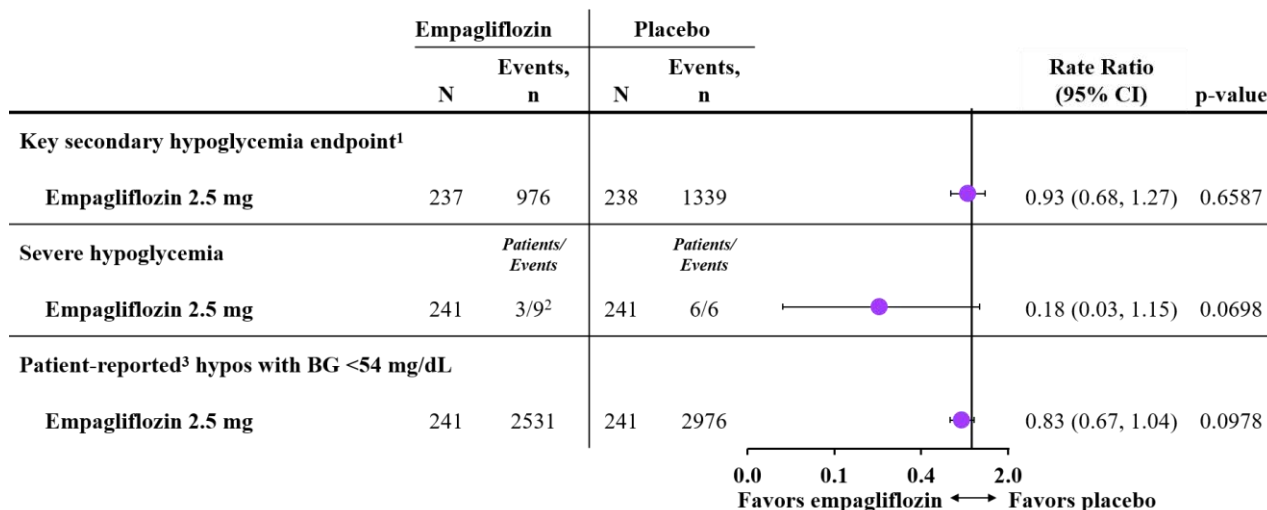 Empagliflozin Placebo
Events, Events, Rate Ratio
N n N n (95% CI) p-value
Key secondary hypoglycemia endpoint¹
Empagliflozin 2.5 mg 237 976 238 1339 0.93 (0.68, 1.27) 0.6587
Severe hypoglycemia Patients/ Events Patients/ Events
Empagliflozin 2.5 mg 241 3/9² 241 6/6 0.18 (0.03, 1.15) 0.0698
Patient-reported³ hypos with BG <54 mg/dL
Empagliflozin 2.5 mg 241 2531 241 2976 0.83 (0.67, 1.04) 0.0978
0.0 0.1 0.4 2.0
Favors empagliflozin ⟷ Favors placebo